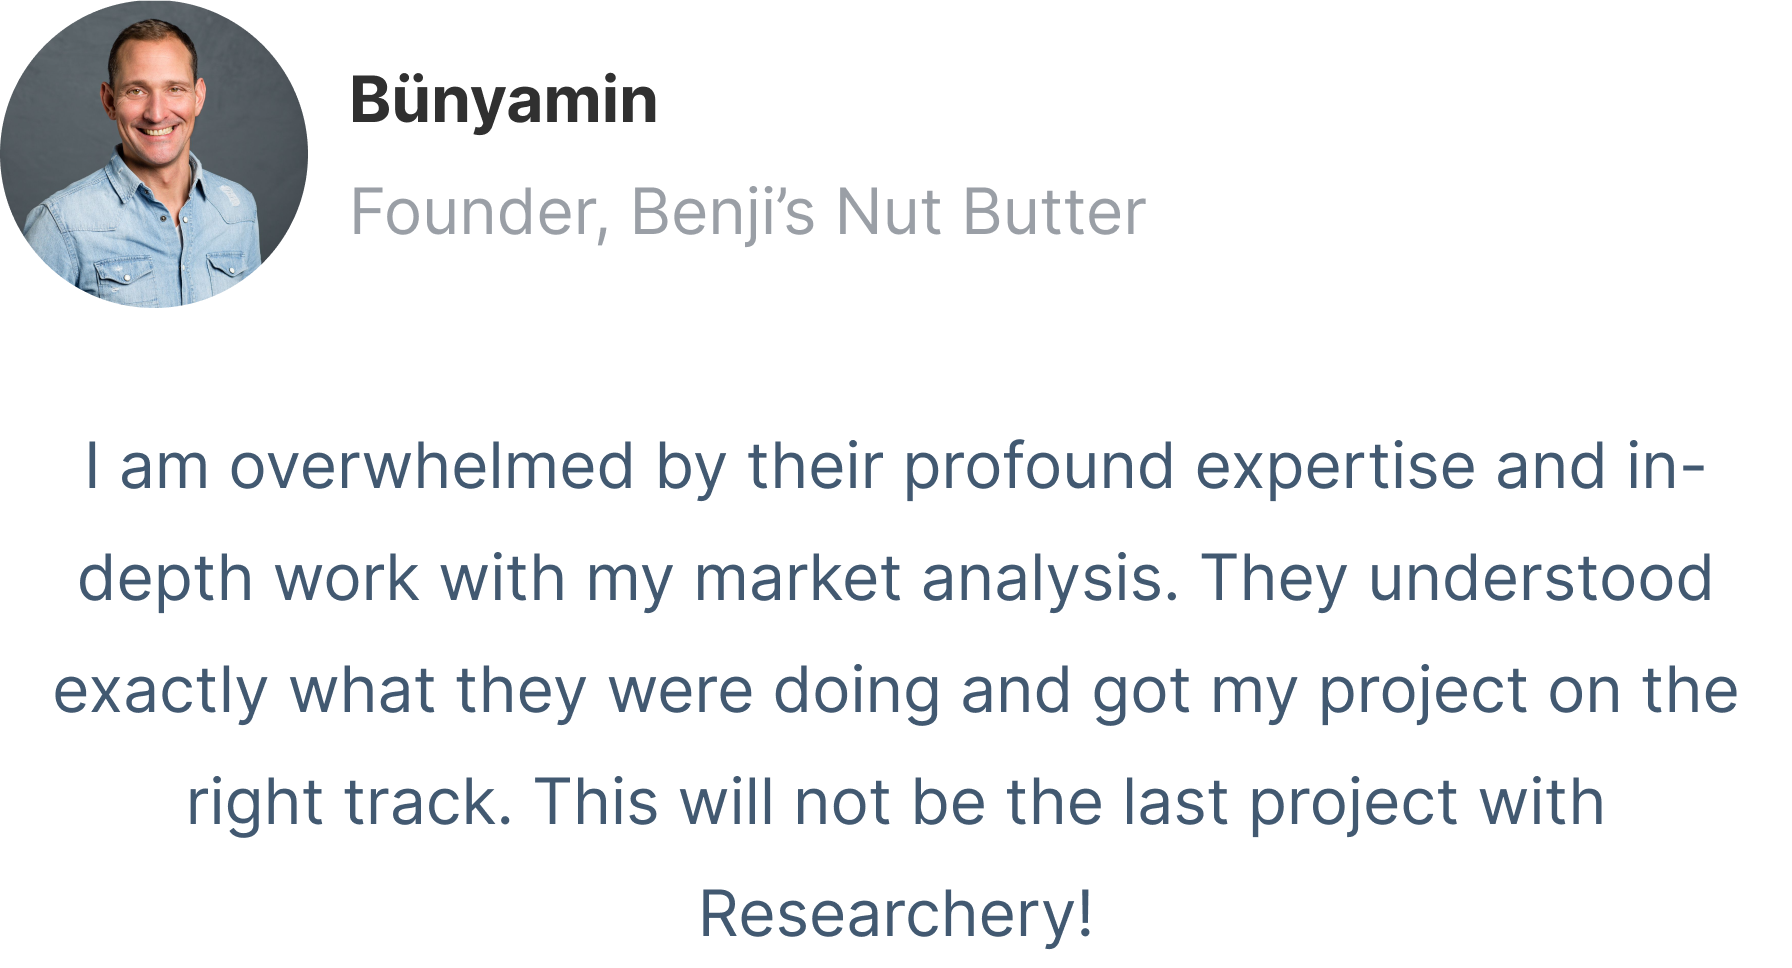 Bünyamin
Founder, Benji’s Nut Butter
I am overwhelmed by their profound expertise and in-
depth work with my market analysis. They understood
exactly what they were doing and got my project on the
right track. This will not be the last project with
Researchery!